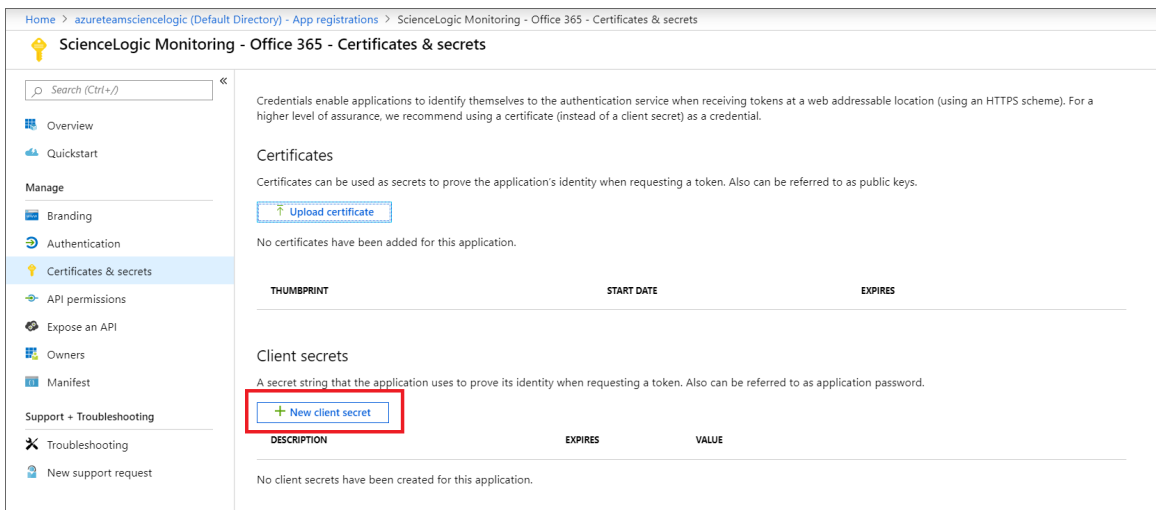 Home > azureteamsciencelogic (Default Directory) - App registrations > ScienceLogic Monitoring - Office 365 - Certificates & secrets
ScienceLogic Monitoring - Office 365 - Certificates & secrets
Search (Ctrl+/)
«
Overview
Quickstart
Manage
Branding
Authentication
Certificates & secrets
API permissions
Expose an API
Owners
Manifest
Support + Troubleshooting
Troubleshooting
New support request
Credentials enable applications to identify themselves to the authentication service when receiving tokens at a web addressable location (using an HTTPS scheme). For a
higher level of assurance, we recommend using a certificate (instead of a client secret) as a credential.
Certificates
Certificates can be used as secrets to prove the application's identity when requesting a token. Also can be referred to as public keys.
Upload certificate
No certificates have been added for this application.
THUMBPRINT START DATE EXPIRES
Client secrets
A secret string that the application uses to prove its identity when requesting a token. Also can be referred to as application password.
+ New client secret
DESCRIPTION EXPIRES VALUE
No client secrets have been created for this application.